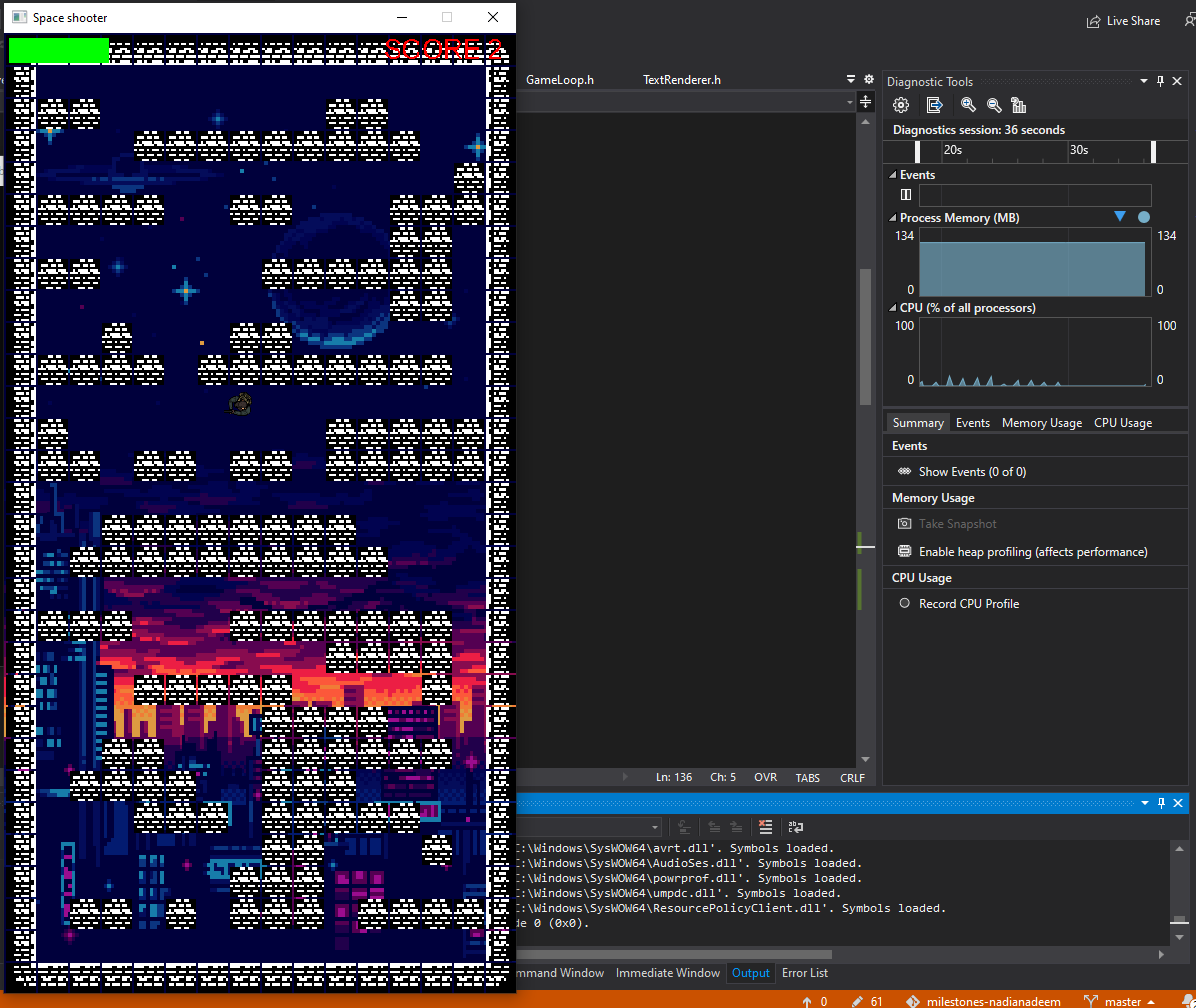 Space shooter
SCORE 2
Live Share
GameLoop.h
TextRenderer.h
Diagnostic Tools
Diagnostics session: 36 seconds
20s
30s
Events
Process Memory (MB)
134
134
0
0
CPU (% of all processors)
100
100
0
0
Summary
Events
Memory Usage
CPU Usage
Events
Show Events (0 of 0)
Memory Usage
Take Snapshot
Enable heap profiling (affects performance)
CPU Usage
Record CPU Profile
Ln: 136
Ch: 5
OVR
TABS
CRLF
C:\Windows\SysWOW64\avrt.dll'. Symbols loaded.
C:\Windows\SysWOW64\AudioSes.dll'. Symbols loaded.
C:\Windows\SysWOW64\powrprof.dll'. Symbols loaded.
C:\Windows\SysWOW64\umpdc.dll'. Symbols loaded.
C:\Windows\SysWOW64\ResourcePolicyClient.dll'. Symbols loaded.
de 0 (0x0).
mmand Window
Immediate Window
Output
Error List
0
61
milestones-nadianadeem
master